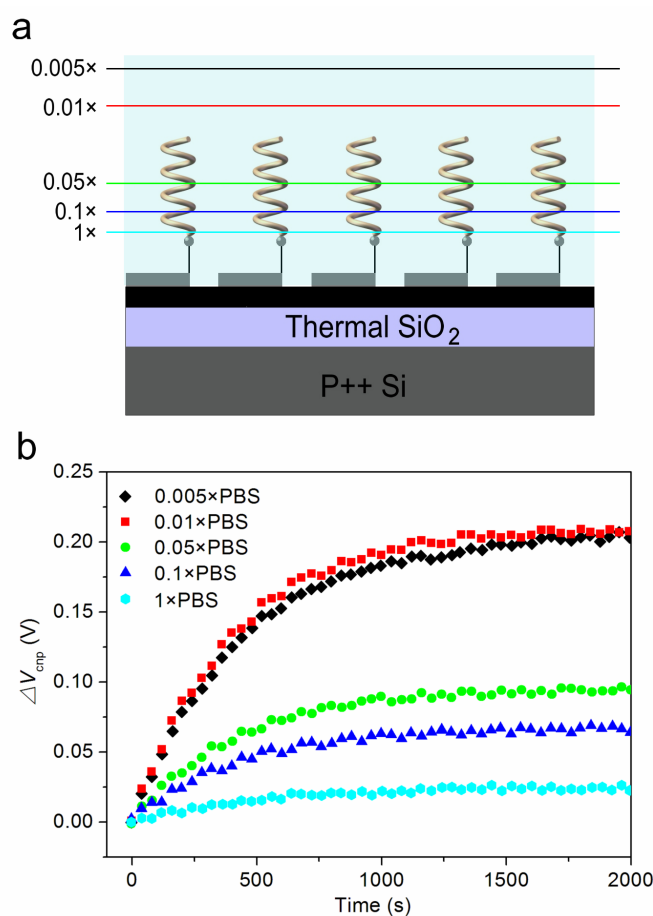 a
0.005×
0.01×
0.05×
0.1×
1×
Thermal SiO₂
P++ Si
b
0.25
0.20
0.15
0.10
0.05
0.00
△Vcnp (V)
0.005×PBS
0.01×PBS
0.05×PBS
0.1×PBS
1×PBS
0 500 1000 1500 2000
Time (s)